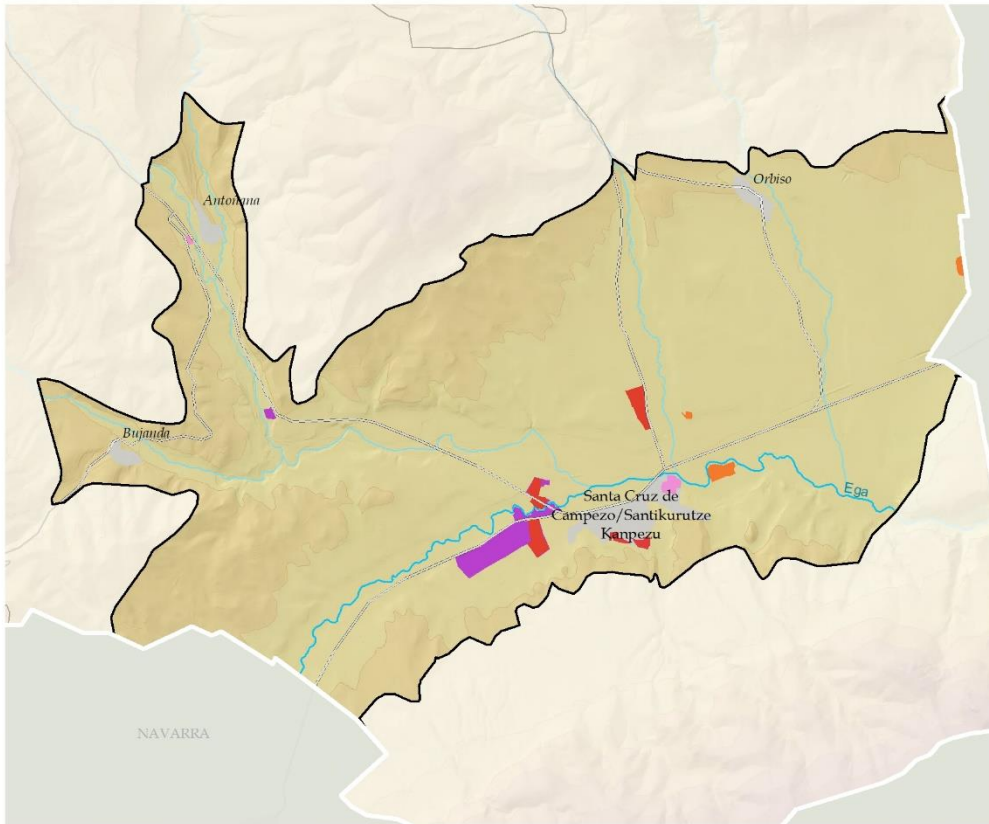 Orbiso
Antoñana
Bujanda
Santa Cruz de
Campezo/Santikurutze
Kanpezu
Ega
NAVARRA